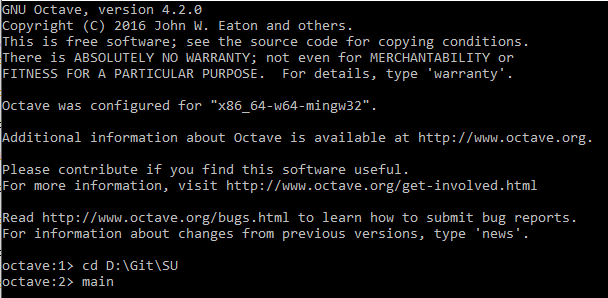 GNU Octave, version 4.2.0
Copyright (C) 2016 John W. Eaton and others.
This is free software; see the source code for copying conditions.
There is ABSOLUTELY NO WARRANTY; not even for MERCHANTABILITY or
FITNESS FOR A PARTICULAR PURPOSE.  For details, type 'warranty'.
Octave was configured for "x86_64-w64-mingw32".
Additional information about Octave is available at http://www.octave.org.
Please contribute if you find this software useful.
For more information, visit http://www.octave.org/get-involved.html
Read http://www.octave.org/bugs.html to learn how to submit bug reports.
For information about changes from previous versions, type 'news'.
octave:1> cd D:\Git\SU
octave:2> main